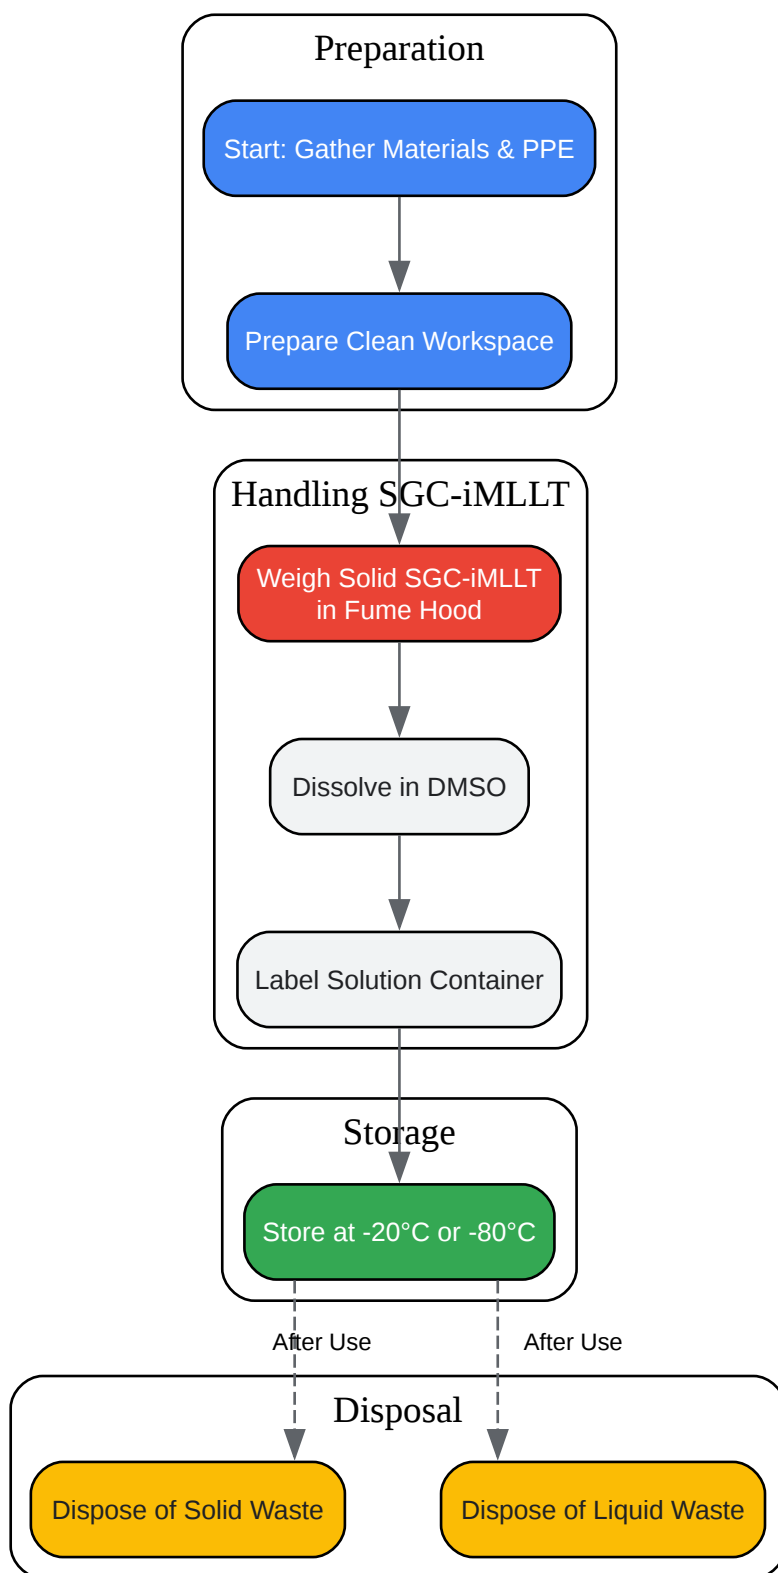 Preparation
Start: Gather Materials & PPE
Prepare Clean Workspace
Handling SGC-iMLLT
Weigh Solid SGC-iMLLT
in Fume Hood
Dissolve in DMSO
Label Solution Container
Storage
Store at -20°C or -80°C
After Use
After Use
Disposal
Dispose of Solid Waste
Dispose of Liquid Waste